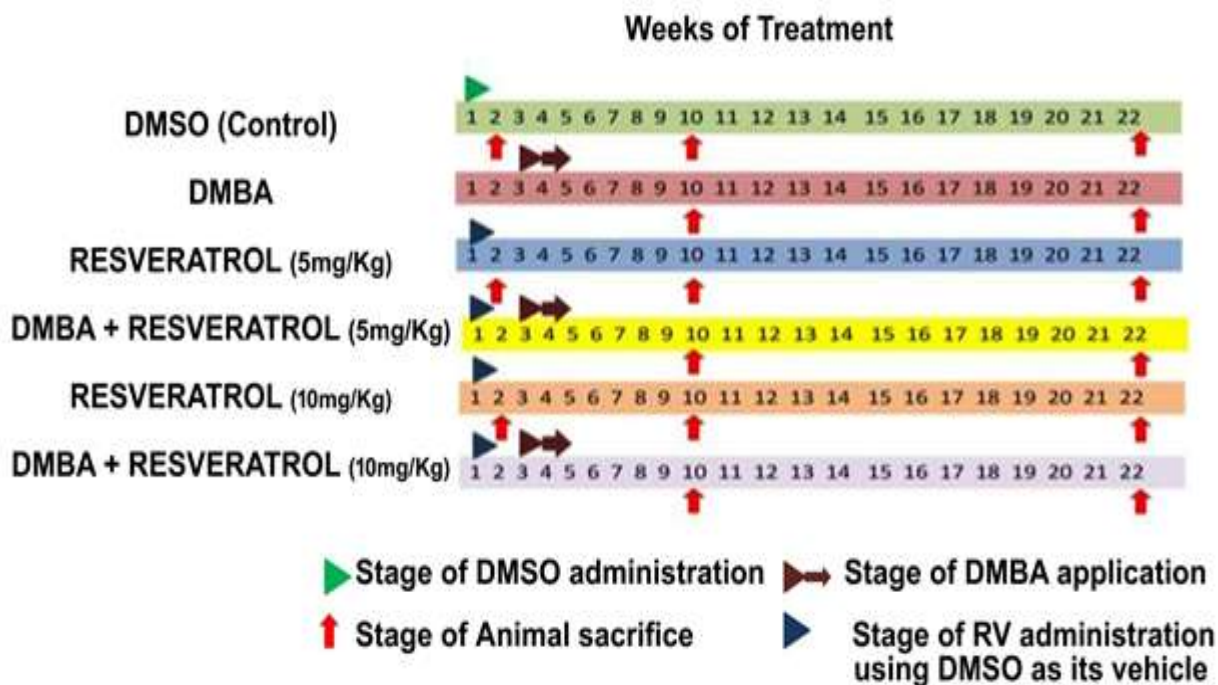 Weeks of Treatment
DMSO (Control)
1 2 3 4 5 6 7 8 9 10 11 12 13 14 15 16 17 18 19 20 21 22
DMBA
1 2 3 4 5 6 7 8 9 10 11 12 13 14 15 16 17 18 19 20 21 22
RESVERATROL (5mg/Kg)
1 2 3 4 5 6 7 8 9 10 11 12 13 14 15 16 17 18 19 20 21 22
DMBA + RESVERATROL (5mg/Kg)
1 2 3 4 5 6 7 8 9 10 11 12 13 14 15 16 17 18 19 20 21 22
RESVERATROL (10mg/Kg)
1 2 3 4 5 6 7 8 9 10 11 12 13 14 15 16 17 18 19 20 21 22
DMBA + RESVERATROL (10mg/Kg)
1 2 3 4 5 6 7 8 9 10 11 12 13 14 15 16 17 18 19 20 21 22
Stage of DMSO administration
Stage of DMBA application
Stage of Animal sacrifice
Stage of RV administration
using DMSO as its vehicle